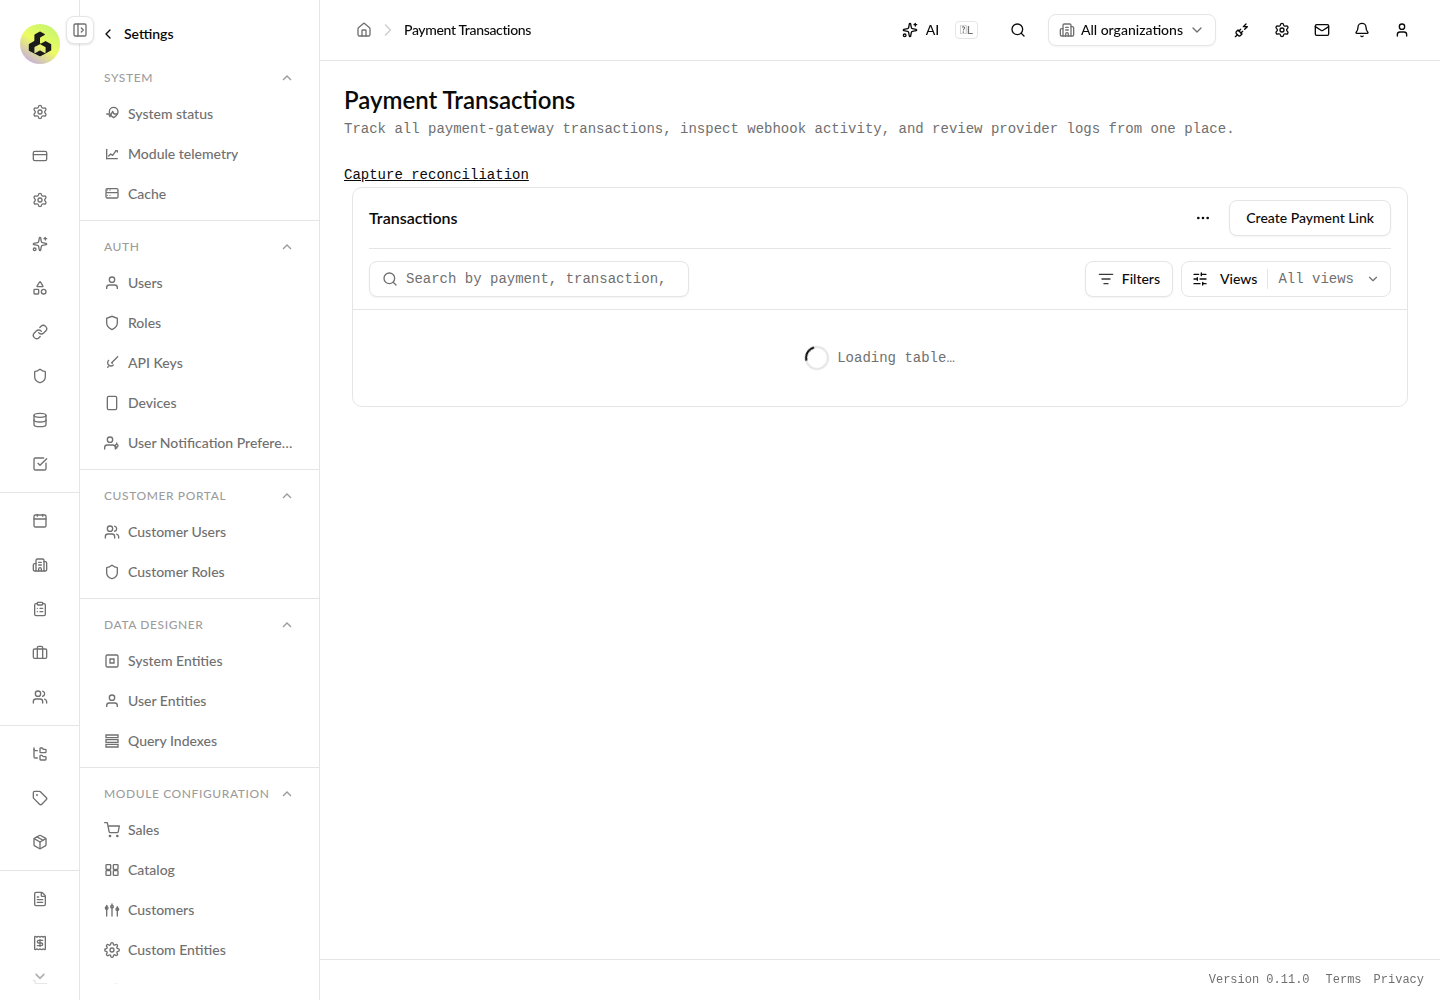 Settings
SYSTEM
System status
Module telemetry
Cache
AUTH
Users
Roles
API Keys
Devices
User Notification Prefere...
CUSTOMER PORTAL
Customer Users
Customer Roles
DATA DESIGNER
System Entities
User Entities
Query Indexes
MODULE CONFIGURATION
Sales
Catalog
Customers
Custom Entities
Payment Transactions
AI
L
All organizations
Payment Transactions
Track all payment-gateway transactions, inspect webhook activity, and review provider logs from one place.
Capture reconciliation
Transactions
Create Payment Link
Search by payment, transaction,
Filters
Views
All views
Loading table…
Version 0.11.0
Terms
Privacy